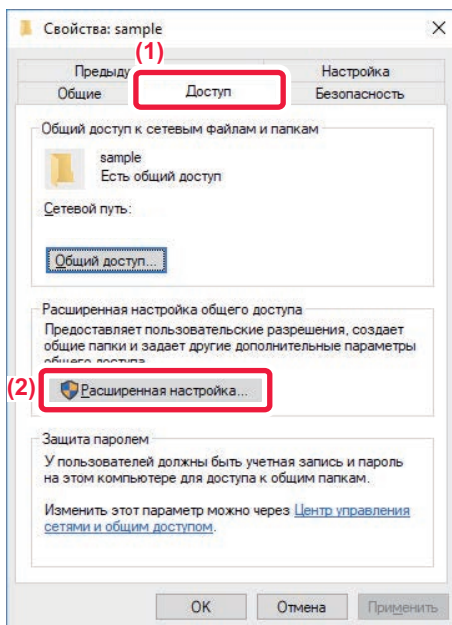 Свойства: sample
(1)
Предыду
Настройка
Общие
Доступ
Безопасность
Общий доступ к сетевым файлам и папкам
sample
Есть общий доступ
Сетевой путь:
Общий доступ...
Расширенная настройка общего доступа
Предоставляет пользовательские разрешения, создает
общие папки и задает другие дополнительные параметры
общего доступа.
(2)
Расширенная настройка...
Защита паролем
У пользователей должны быть учетная запись и пароль
на этом компьютере для доступа к общим папкам.
Изменить этот параметр можно через Центр управления
сетями и общим доступом.
OK
Отмена
Применить